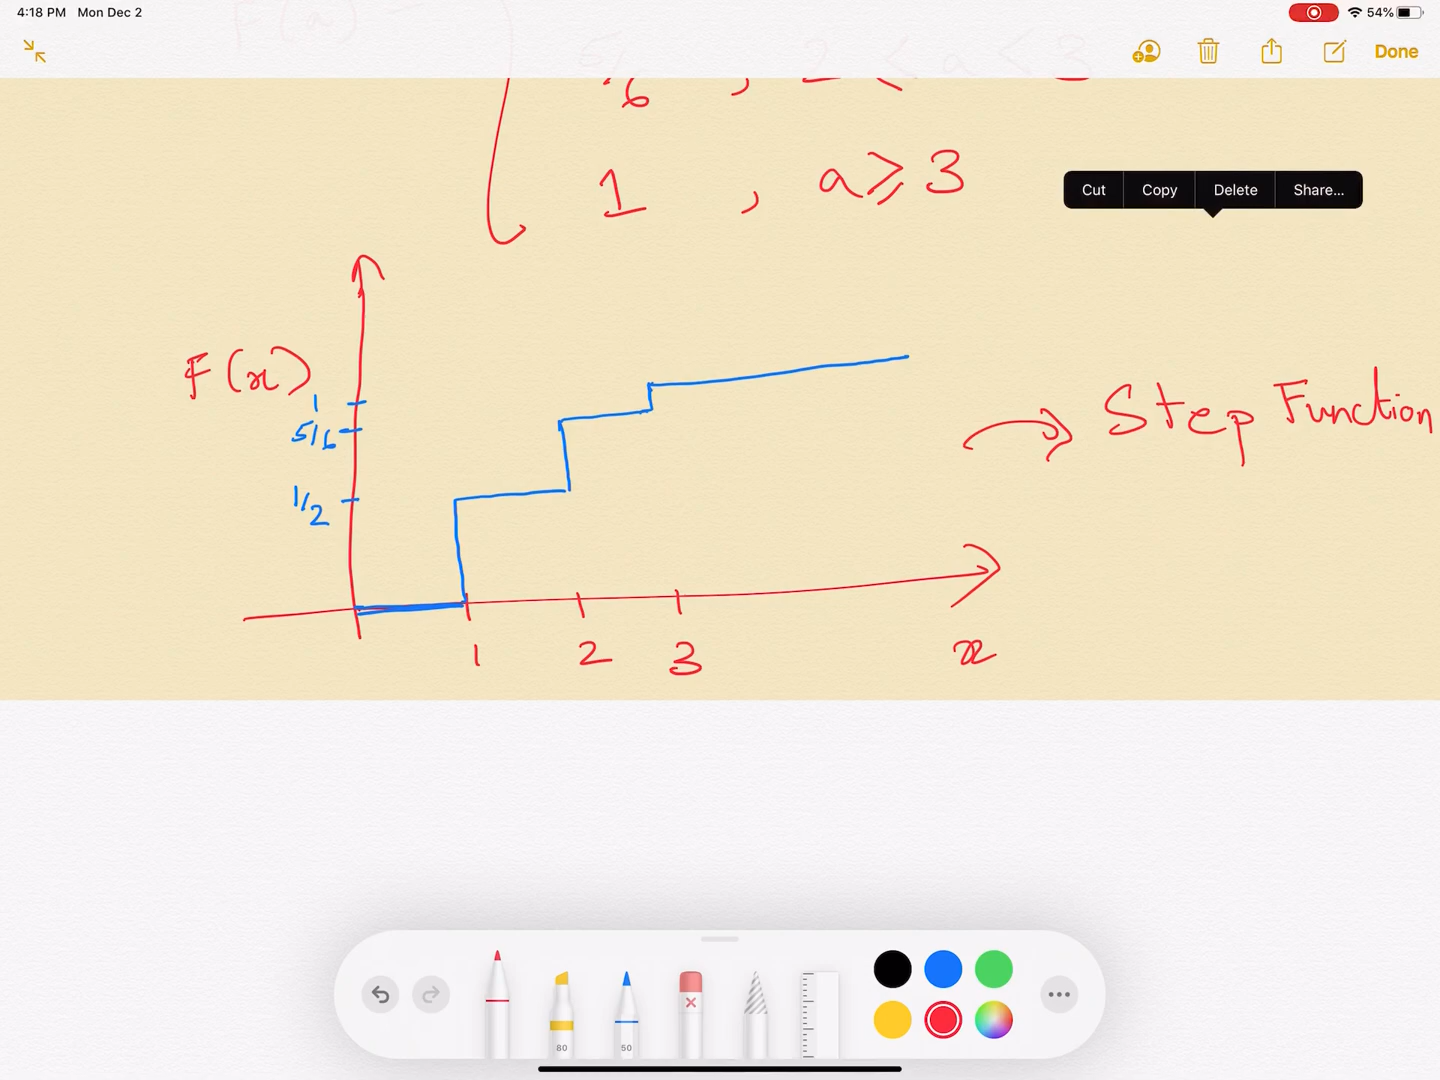 4:18 PM Mon Dec 2
54%
Done
5/6 , 2 ≤ a < 3
1 , a ⩾ 3
Cut Copy Delete Share...
F(x)
1
5/6
1/2
Step Function
1 2 3 x
80 50